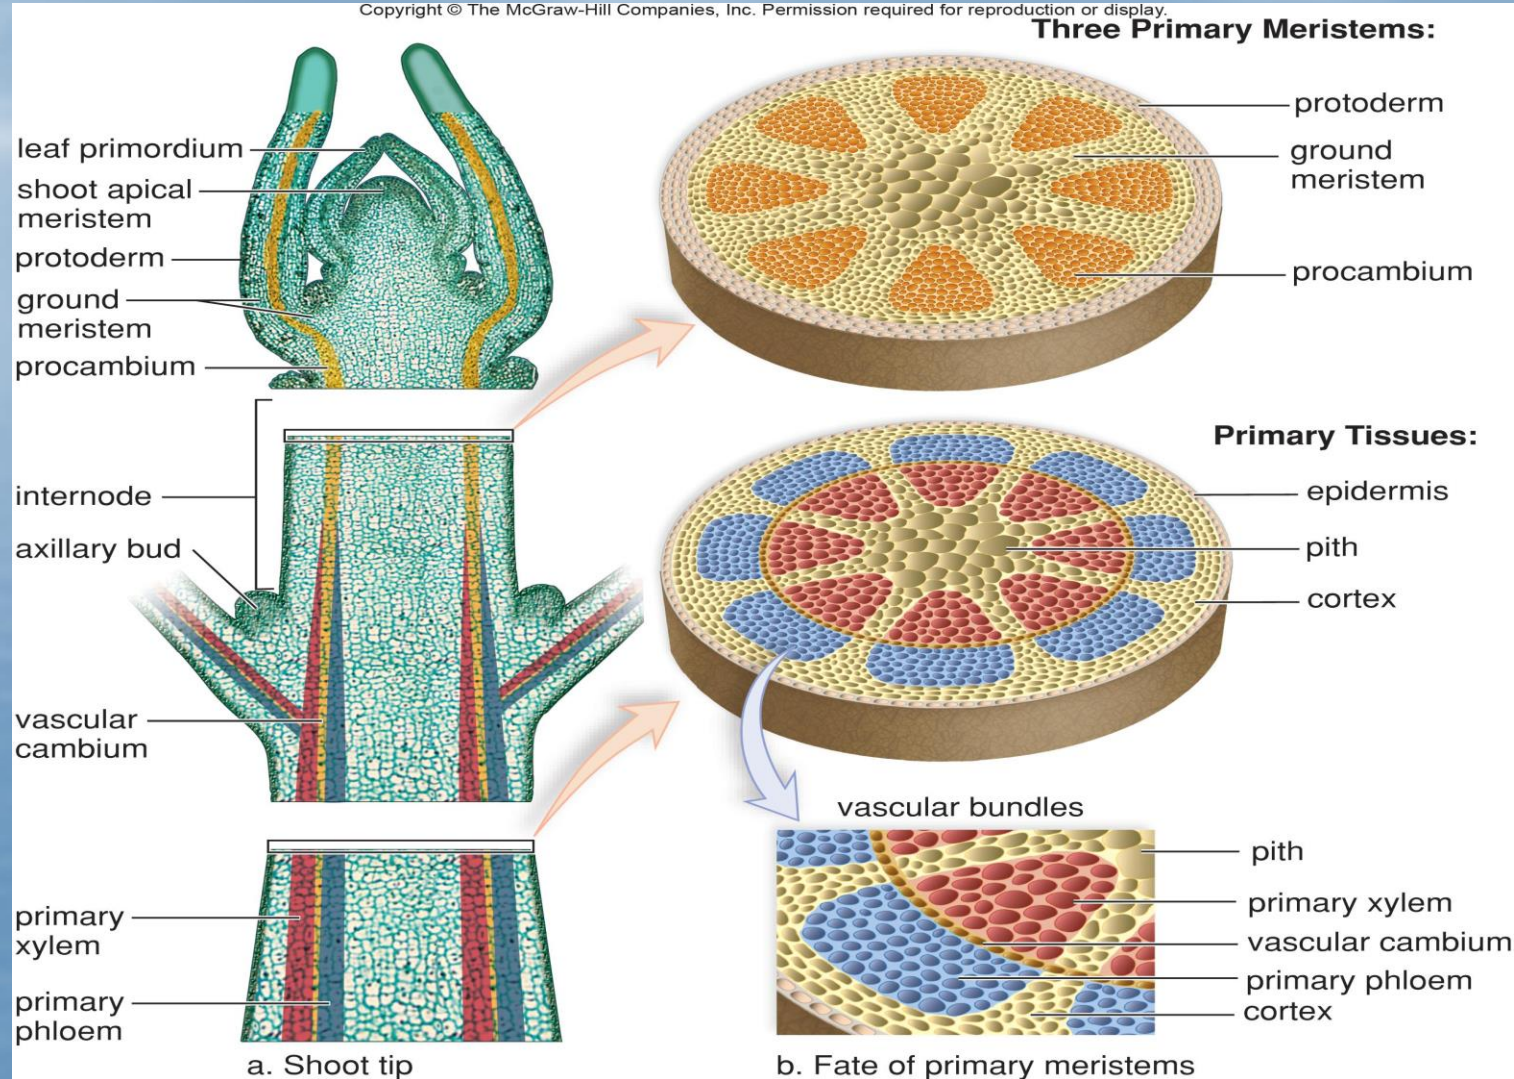 Copyright © The McGraw-Hill Companies, Inc. Permission required for reproduction or display.
Three Primary Meristems:
leaf primordium
shoot apical
meristem
protoderm
ground
meristem
procambium
internode
axillary bud
vascular
cambium
primary
xylem
primary
phloem
a. Shoot tip
protoderm
ground
meristem
procambium
Primary Tissues:
epidermis
pith
cortex
vascular bundles
pith
primary xylem
vascular cambium
primary phloem
cortex
b. Fate of primary meristems